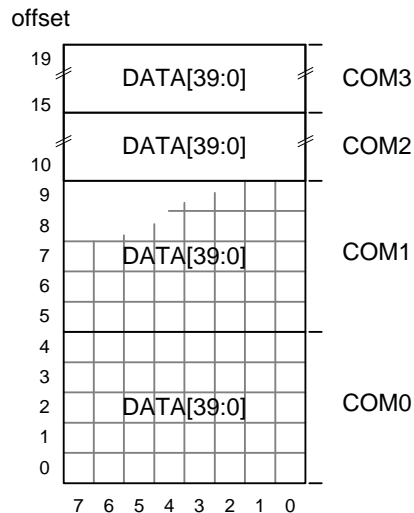 offset
19
DATA[39:0] COM3
15
DATA[39:0] COM2
10
9
8
7 DATA[39:0] COM1
6
5
4
3
2 DATA[39:0] COM0
1
0
7 6 5 4 3 2 1 0